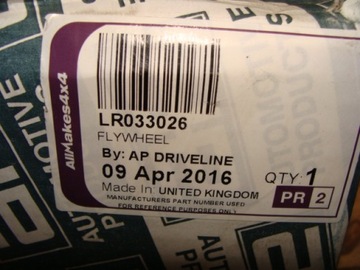 AllMakes4x4
LR033026
FLYWHEEL
By: AP DRIVELINE
09 Apr 2016
QTY: 1
Made In UNITED KINGDOM
PR 2
MANUFACTURERS PART NUMBER USED
FOR REFERENCE PURPOSES ONLY